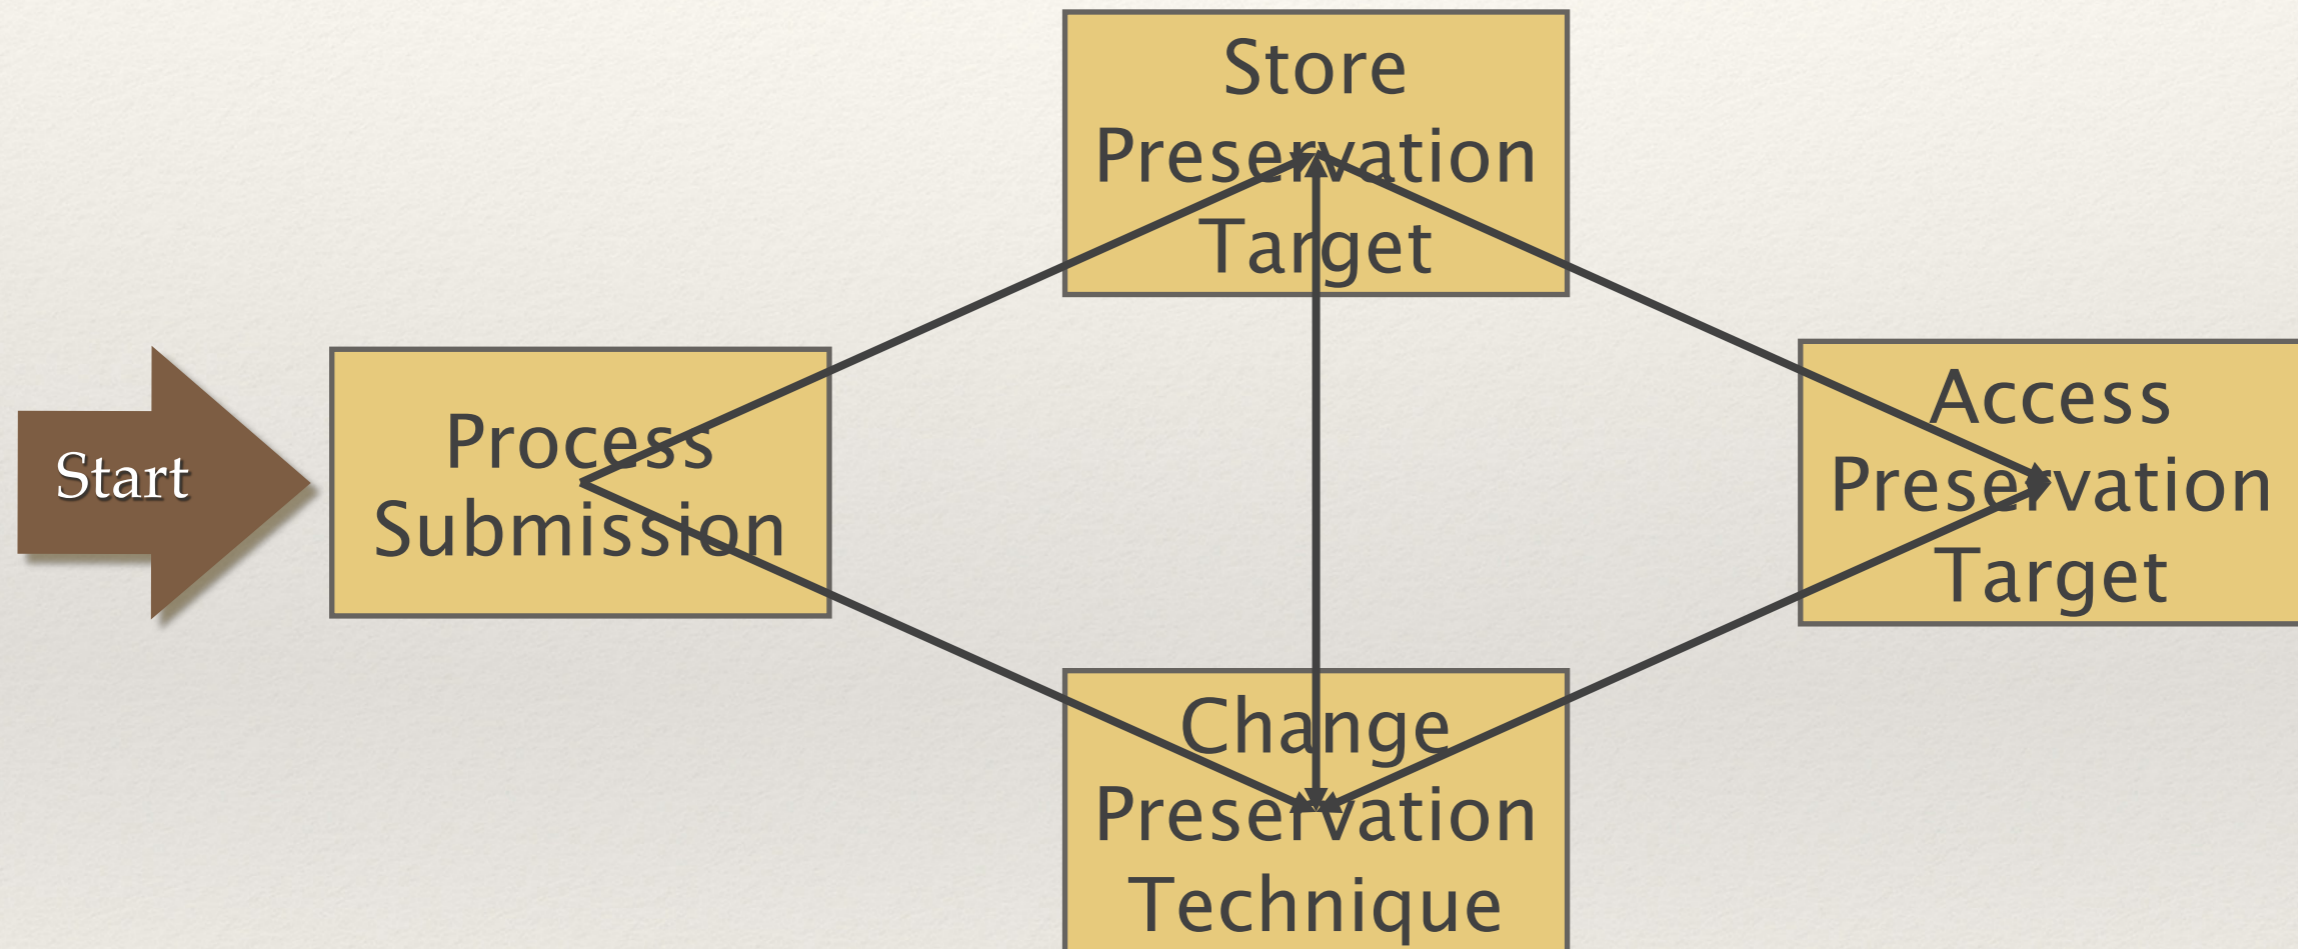 Start
Process
Submission
Store
Preservation
Target
Change
Preservation
Technique
Access
Preservation
Target